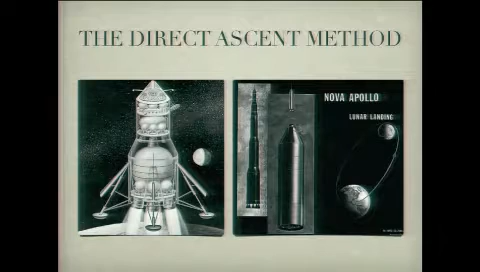 THE DIRECT ASCENT METHOD
NOVA APOLLO
LUNAR LANDING